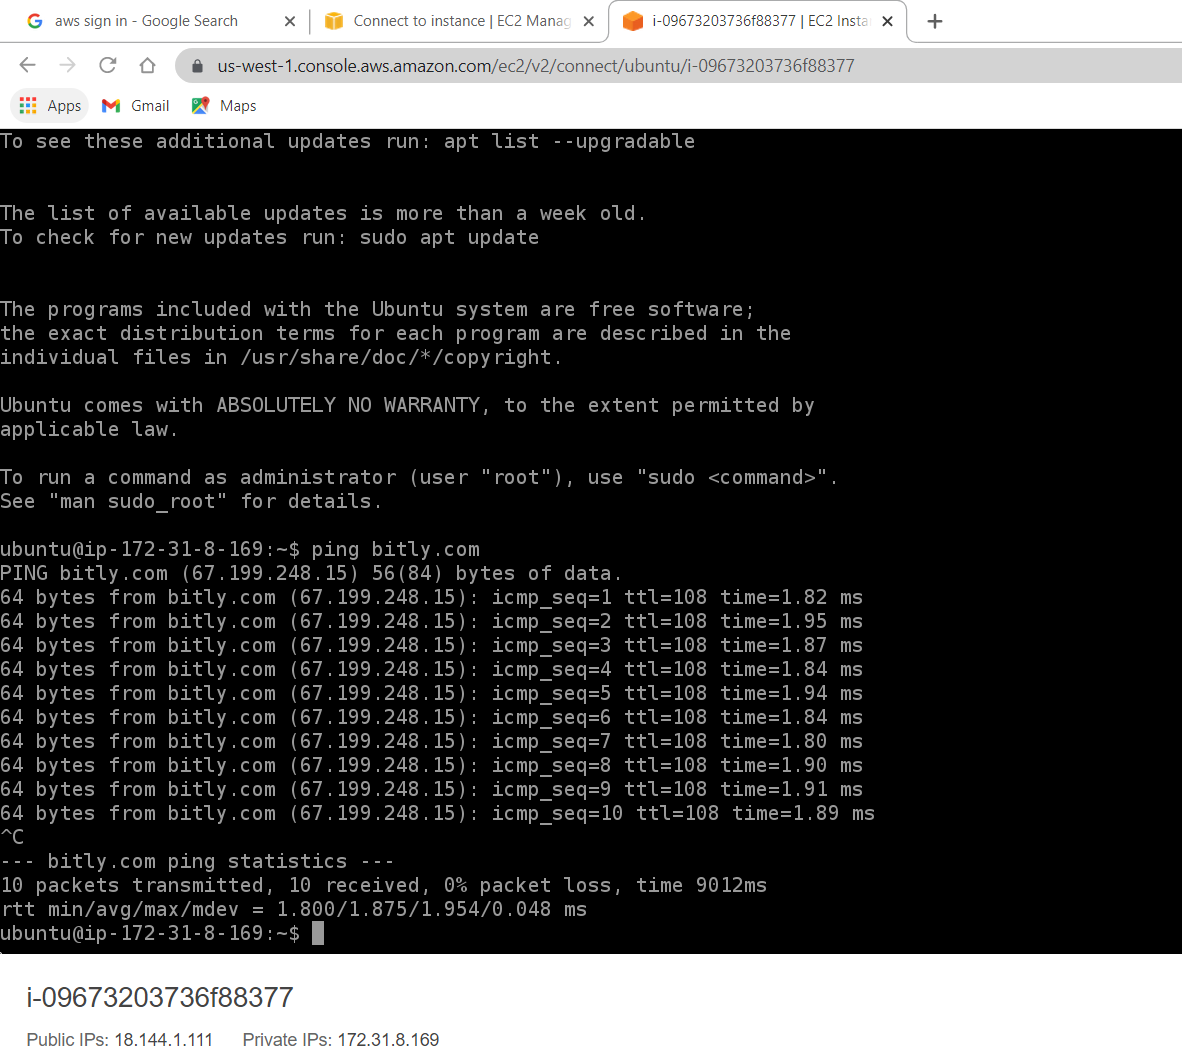 aws sign in - Google Search
Connect to instance | EC2 Manag
i-09673203736f88377 | EC2 Insta
us-west-1.console.aws.amazon.com/ec2/v2/connect/ubuntu/i-09673203736f88377
Apps Gmail Maps
To see these additional updates run: apt list --upgradable
The list of available updates is more than a week old.
To check for new updates run: sudo apt update
The programs included with the Ubuntu system are free software;
the exact distribution terms for each program are described in the
individual files in /usr/share/doc/*/copyright.
Ubuntu comes with ABSOLUTELY NO WARRANTY, to the extent permitted by
applicable law.
To run a command as administrator (user "root"), use "sudo <command>".
See "man sudo_root" for details.
ubuntu@ip-172-31-8-169:~$ ping bitly.com
PING bitly.com (67.199.248.15) 56(84) bytes of data.
64 bytes from bitly.com (67.199.248.15): icmp_seq=1 ttl=108 time=1.82 ms
64 bytes from bitly.com (67.199.248.15): icmp_seq=2 ttl=108 time=1.95 ms
64 bytes from bitly.com (67.199.248.15): icmp_seq=3 ttl=108 time=1.87 ms
64 bytes from bitly.com (67.199.248.15): icmp_seq=4 ttl=108 time=1.84 ms
64 bytes from bitly.com (67.199.248.15): icmp_seq=5 ttl=108 time=1.94 ms
64 bytes from bitly.com (67.199.248.15): icmp_seq=6 ttl=108 time=1.84 ms
64 bytes from bitly.com (67.199.248.15): icmp_seq=7 ttl=108 time=1.80 ms
64 bytes from bitly.com (67.199.248.15): icmp_seq=8 ttl=108 time=1.90 ms
64 bytes from bitly.com (67.199.248.15): icmp_seq=9 ttl=108 time=1.91 ms
64 bytes from bitly.com (67.199.248.15): icmp_seq=10 ttl=108 time=1.89 ms
^C
--- bitly.com ping statistics ---
10 packets transmitted, 10 received, 0% packet loss, time 9012ms
rtt min/avg/max/mdev = 1.800/1.875/1.954/0.048 ms
ubuntu@ip-172-31-8-169:~$
i-09673203736f88377
Public IPs: 18.144.1.111 Private IPs: 172.31.8.169